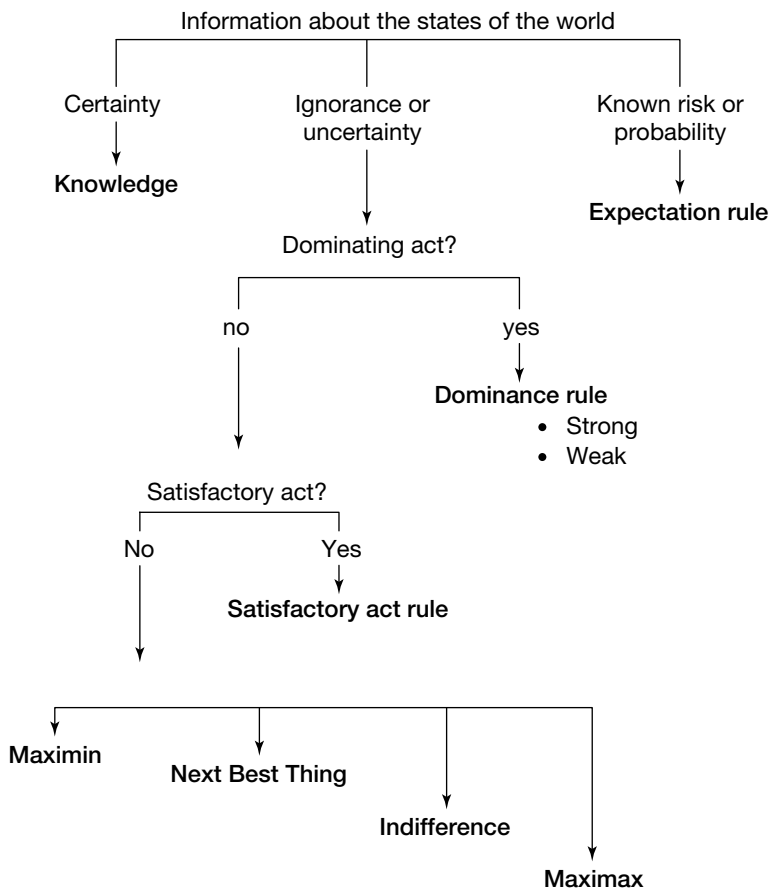 Information about the states of the world
Certainty
Ignorance or
uncertainty
Known risk or
probability
Knowledge
Expectation rule
Dominating act?
no
yes
Dominance rule
• Strong
• Weak
Satisfactory act?
No
Yes
Satisfactory act rule
Maximin
Next Best Thing
Indifference
Maximax